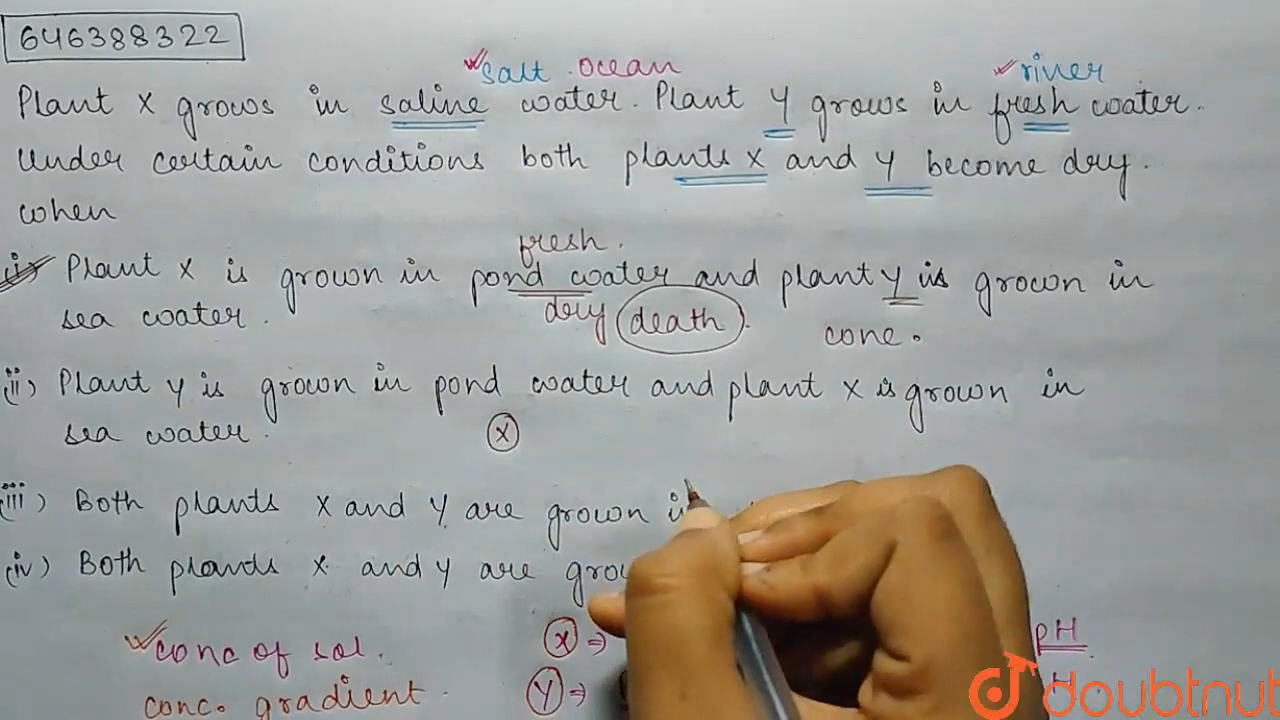 646388322
salt ocean river
Plant X grows in saline water. Plant Y grows in fresh water.
Under certain conditions both plants X and Y become dry.
when
fresh.
(i) Plant X is grown in pond water and plant Y is grown in
sea water. dry (death). conc.
(ii) Plant Y is grown in pond water and plant X is grown in
sea water. X
(iii) Both plants X and Y are grown
(iv) Both plands X and Y are
conc of sol. X ⇒ pH
conc. gradient Y ⇒
doubtnut